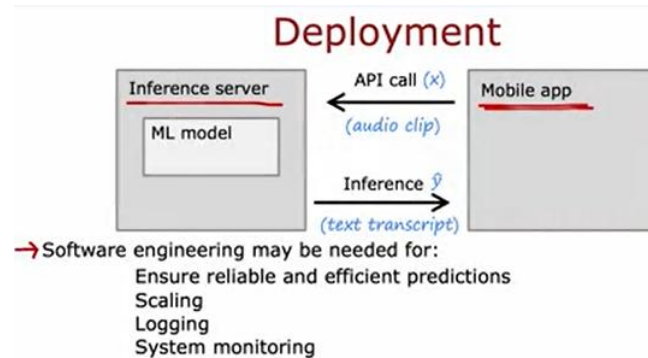 Deployment
Inference server
ML model
API call (x)
(audio clip)
Inference ŷ
(text transcript)
Mobile app
→Software engineering may be needed for:
Ensure reliable and efficient predictions
Scaling
Logging
System monitoring